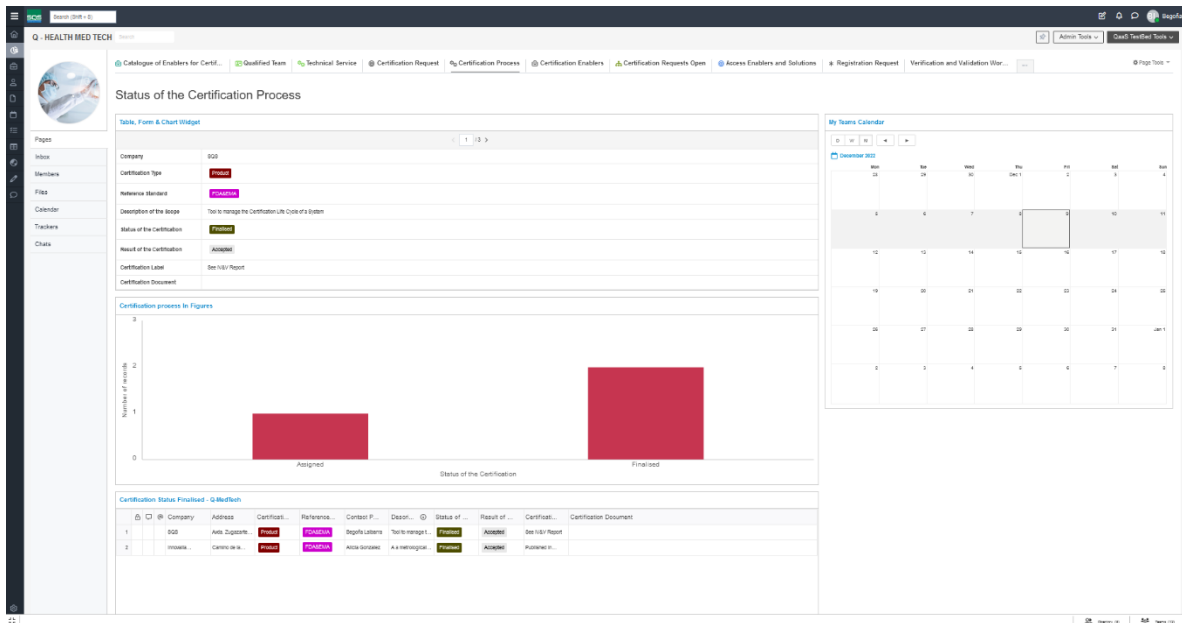 SQS Search (Shift + S) Begoña
Q - HEALTH MED TECH Search Admin Tools QaaS TestBed Tools
Catalogue of Enablers for Certif... Qualified Team Technical Service Certification Request Certification Process Certification Enablers Certification Requests Open Access Enablers and Solutions Registration Request Verification and Validation Wor... ... Page Tools
Status of the Certification Process
Pages
Inbox
Members
Files
Calendar
Trackers
Chats
Table, Form & Chart Widget
1 /3
Company SQS
Certification Type Product
Reference Standard FDA&EMA
Description of the Scope Tool to manage the Certification Life Cycle of a System
Status of the Certification Finalised
Result of the Certification Accepted
Certification Label See IV&V Report
Certification Document
Certification process In Figures
3
2
1
0
Number of records
Assigned Finalised
Status of the Certification
Certification Status Finalised - Q-MedTech
Company Address Certificati... Reference... Contact P... Descri... Status of ... Result of ... Certificati... Certification Document
1 SQS Avda. Zugazarte... Product FDA&EMA Begoña Laibarra Tool to manage t... Finalised Accepted See IV&V Report
2 Innovalia... Camino de la... Product FDA&EMA Alicia Gonzalez A a metrological ... Finalised Accepted Published in...
My Teams Calendar
D W M
December 2022
Mon Tue Wed Thu Fri Sat Sun
28 29 30 Dec 1 2 3 4
5 6 7 8 9 10 11
12 13 14 15 16 17 18
19 20 21 22 23 24 25
26 27 28 29 30 31 Jan 1
2 3 4 5 6 7 8